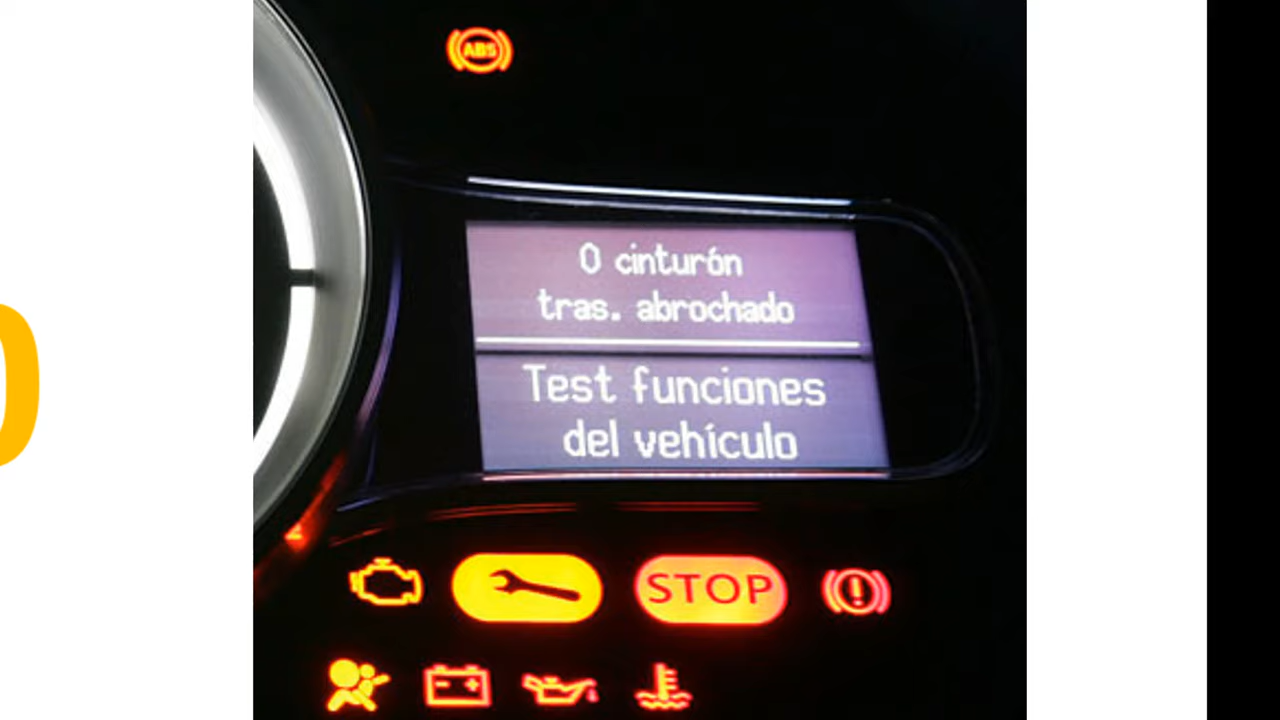 ABS
0 cinturón
tras. abrochado
Test funciones
del vehículo
STOP